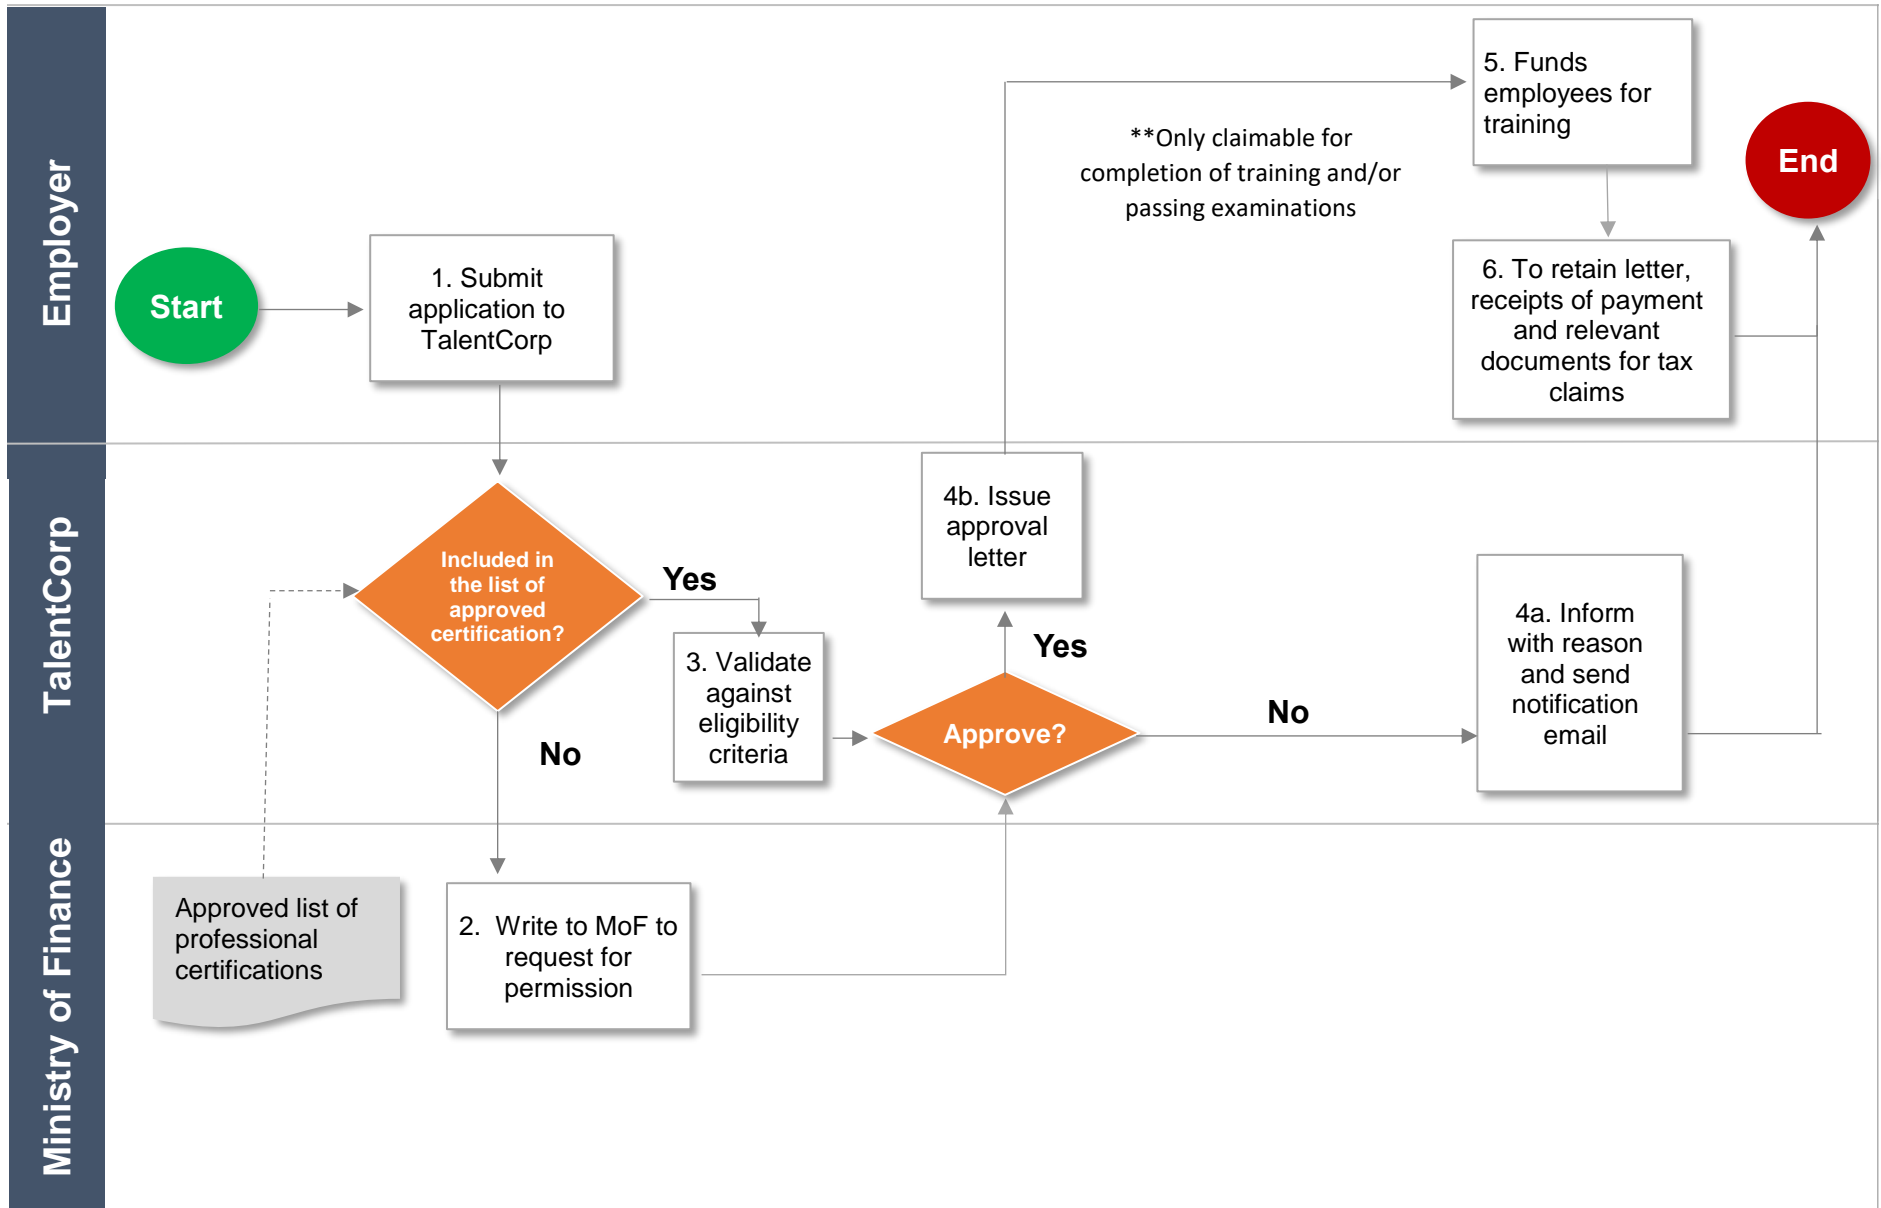 Employer
Start
1. Submit
application to
TalentCorp
**Only claimable for
completion of training and/or
passing examinations
5. Funds
employees for
training
End
6. To retain letter,
receipts of payment
and relevant
documents for tax
claims
TalentCorp
Included in
the list of
approved
certification?
Yes
No
3. Validate
against
eligibility
criteria
Approve?
Yes
4b. Issue
approval
letter
No
4a. Inform
with reason
and send
notification
email
Ministry of Finance
Approved list of
professional
certifications
2. Write to MoF to
request for
permission